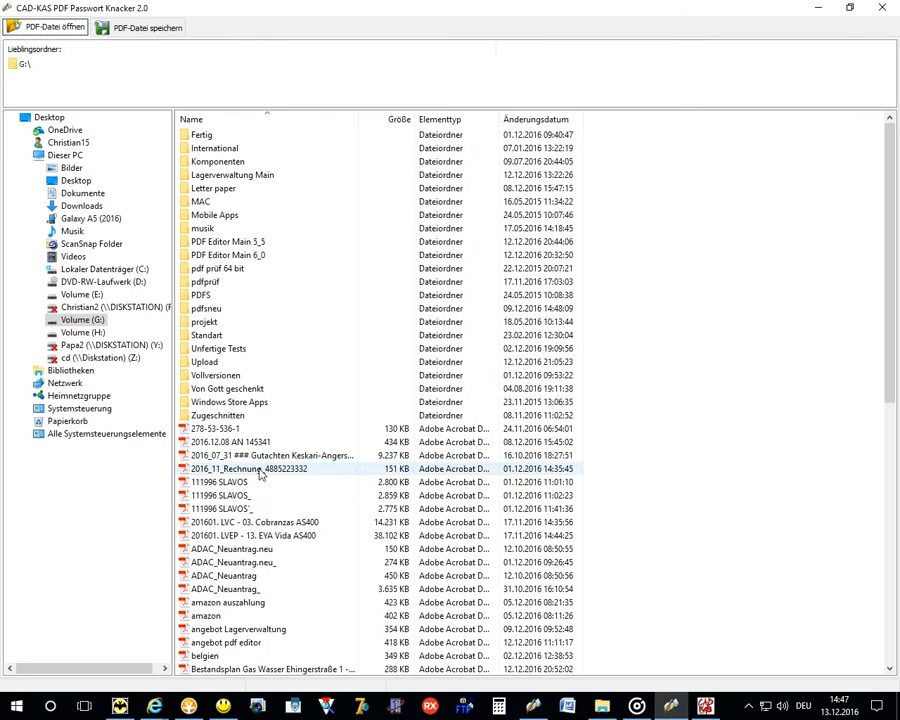 CAD-KAS PDF Passwort Knacker 2.0
PDF-Datei öffnen PDF-Datei speichern
Lieblingsordner:
G:\
Desktop
OneDrive
Christian15
Dieser PC
Bilder
Desktop
Dokumente
Downloads
Galaxy A5 (2016)
Musik
ScanSnap Folder
Videos
Lokaler Datenträger (C:)
DVD-RW-Laufwerk (D:)
Volume (E:)
Christian2 (\\DISKSTATION) (F
Volume (G:)
Volume (H:)
Papa2 (\\DISKSTATION) (Y:)
cd (\\Diskstation) (Z:)
Bibliotheken
Netzwerk
Heimnetzgruppe
Systemsteuerung
Papierkorb
Alle Systemsteuerungselemente
Name Größe Elementtyp Änderungsdatum
Fertig Dateiordner 01.12.2016 09:40:47
International Dateiordner 07.01.2016 13:22:19
Komponenten Dateiordner 09.07.2016 20:44:05
Lagerverwaltung Main Dateiordner 12.12.2016 13:22:26
Letter paper Dateiordner 08.12.2016 15:47:15
MAC Dateiordner 16.05.2016 11:34:22
Mobile Apps Dateiordner 24.05.2015 10:07:46
musik Dateiordner 17.05.2016 14:18:45
PDF Editor Main 5_5 Dateiordner 12.12.2016 20:44:06
PDF Editor Main 6_0 Dateiordner 12.12.2016 20:32:50
pdf prüf 64 bit Dateiordner 22.12.2015 20:07:21
pdfprüf Dateiordner 17.11.2016 17:03:03
PDFS Dateiordner 24.05.2015 10:08:38
pdfsneu Dateiordner 09.12.2016 14:48:09
projekt Dateiordner 18.05.2016 10:13:44
Standart Dateiordner 23.02.2016 12:30:04
Unfertige Tests Dateiordner 02.12.2016 19:09:56
Upload Dateiordner 12.12.2016 21:05:23
Vollversionen Dateiordner 01.12.2016 09:53:22
Von Gott geschenkt Dateiordner 04.08.2016 19:11:38
Windows Store Apps Dateiordner 23.11.2015 13:06:35
Zugeschnitten Dateiordner 08.11.2016 11:02:52
278-53-536-1 130 KB Adobe Acrobat D... 24.11.2016 06:54:01
2016.12.08 AN 145341 434 KB Adobe Acrobat D... 08.12.2016 15:45:02
2016_07_31 ### Gutachten Keskari-Angers... 9.237 KB Adobe Acrobat D... 16.10.2016 18:27:51
2016_11_Rechnung_4885223332 151 KB Adobe Acrobat D... 01.12.2016 14:35:45
111996 SLAVOS 2.800 KB Adobe Acrobat D... 01.12.2016 11:01:10
111996 SLAVOS_ 2.859 KB Adobe Acrobat D... 01.12.2016 11:02:23
111996 SLAVOS'_ 2.775 KB Adobe Acrobat D... 01.12.2016 11:41:36
201601. LVC - 03. Cobranzas AS400 14.231 KB Adobe Acrobat D... 17.11.2016 14:35:56
201601. LVEP - 13. EYA Vida AS400 38.102 KB Adobe Acrobat D... 17.11.2016 14:44:25
ADAC_Neuantrag.neu 150 KB Adobe Acrobat D... 12.10.2016 08:50:55
ADAC_Neuantrag.neu_ 274 KB Adobe Acrobat D... 01.12.2016 09:26:45
ADAC_Neuantrag 450 KB Adobe Acrobat D... 12.10.2016 08:50:56
ADAC_Neuantrag_ 3.635 KB Adobe Acrobat D... 31.10.2016 16:10:54
amazon auszahlung 423 KB Adobe Acrobat D... 05.12.2016 08:21:35
amazon 402 KB Adobe Acrobat D... 05.12.2016 08:11:26
angebot Lagerverwaltung 354 KB Adobe Acrobat D... 09.12.2016 09:52:48
angebot pdf editor 418 KB Adobe Acrobat D... 12.12.2016 11:11:17
belgien 349 KB Adobe Acrobat D... 02.12.2016 12:38:53
Bestandsplan Gas Wasser Ehingerstraße 1 -... 288 KB Adobe Acrobat D... 12.12.2016 20:52:02
RX FTP DEU 14:47
13.12.2016